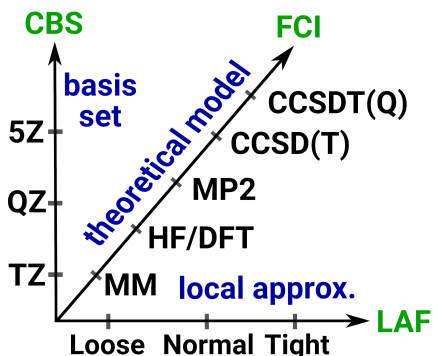 CBS
FCI
basis
set
theoretical model
CCSDT(Q)
5Z
CCSD(T)
QZ
MP2
HF/DFT
TZ
MM
local approx.
LAF
Loose
Normal
Tight